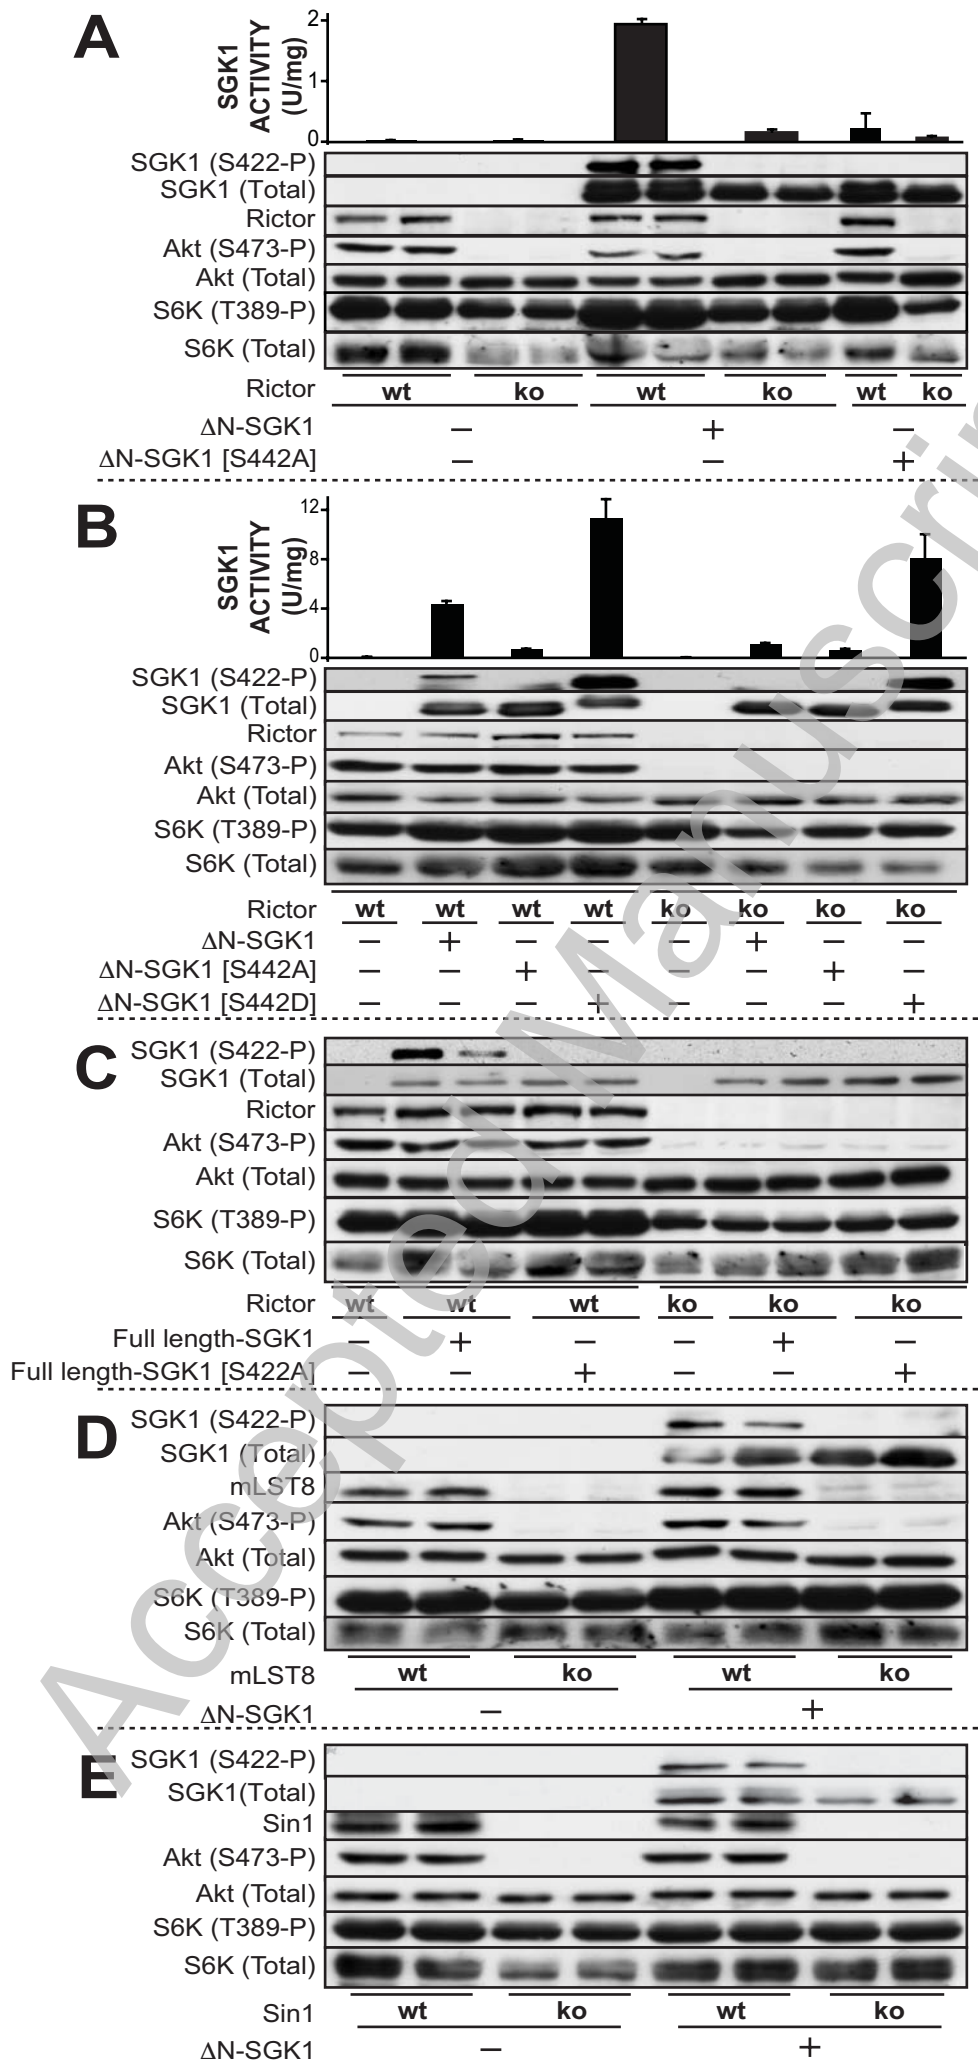 A
SGK1
ACTIVITY
(U/mg)
2
1
0
SGK1 (S422-P)
SGK1 (Total)
Rictor
Akt (S473-P)
Akt (Total)
S6K (T389-P)
S6K (Total)
Rictor wt ko wt ko wt ko
ΔN-SGK1 – + –
ΔN-SGK1 [S442A] – – +
B
SGK1
ACTIVITY
(U/mg)
12
8
4
0
SGK1 (S422-P)
SGK1 (Total)
Rictor
Akt (S473-P)
Akt (Total)
S6K (T389-P)
S6K (Total)
Rictor wt wt wt wt ko ko ko ko
ΔN-SGK1 – + – – – + – –
ΔN-SGK1 [S442A] – – + – – – + –
ΔN-SGK1 [S442D] – – – + – – – +
C
SGK1 (S422-P)
SGK1 (Total)
Rictor
Akt (S473-P)
Akt (Total)
S6K (T389-P)
S6K (Total)
Rictor wt wt wt ko ko ko
Full length-SGK1 – + – – + –
Full length-SGK1 [S422A] – – + – – +
D
SGK1 (S422-P)
SGK1 (Total)
mLST8
Akt (S473-P)
Akt (Total)
S6K (T389-P)
S6K (Total)
mLST8 wt ko wt ko
ΔN-SGK1 – +
E
SGK1 (S422-P)
SGK1(Total)
Sin1
Akt (S473-P)
Akt (Total)
S6K (T389-P)
S6K (Total)
Sin1 wt ko wt ko
ΔN-SGK1 – +
Accepted Manuscri